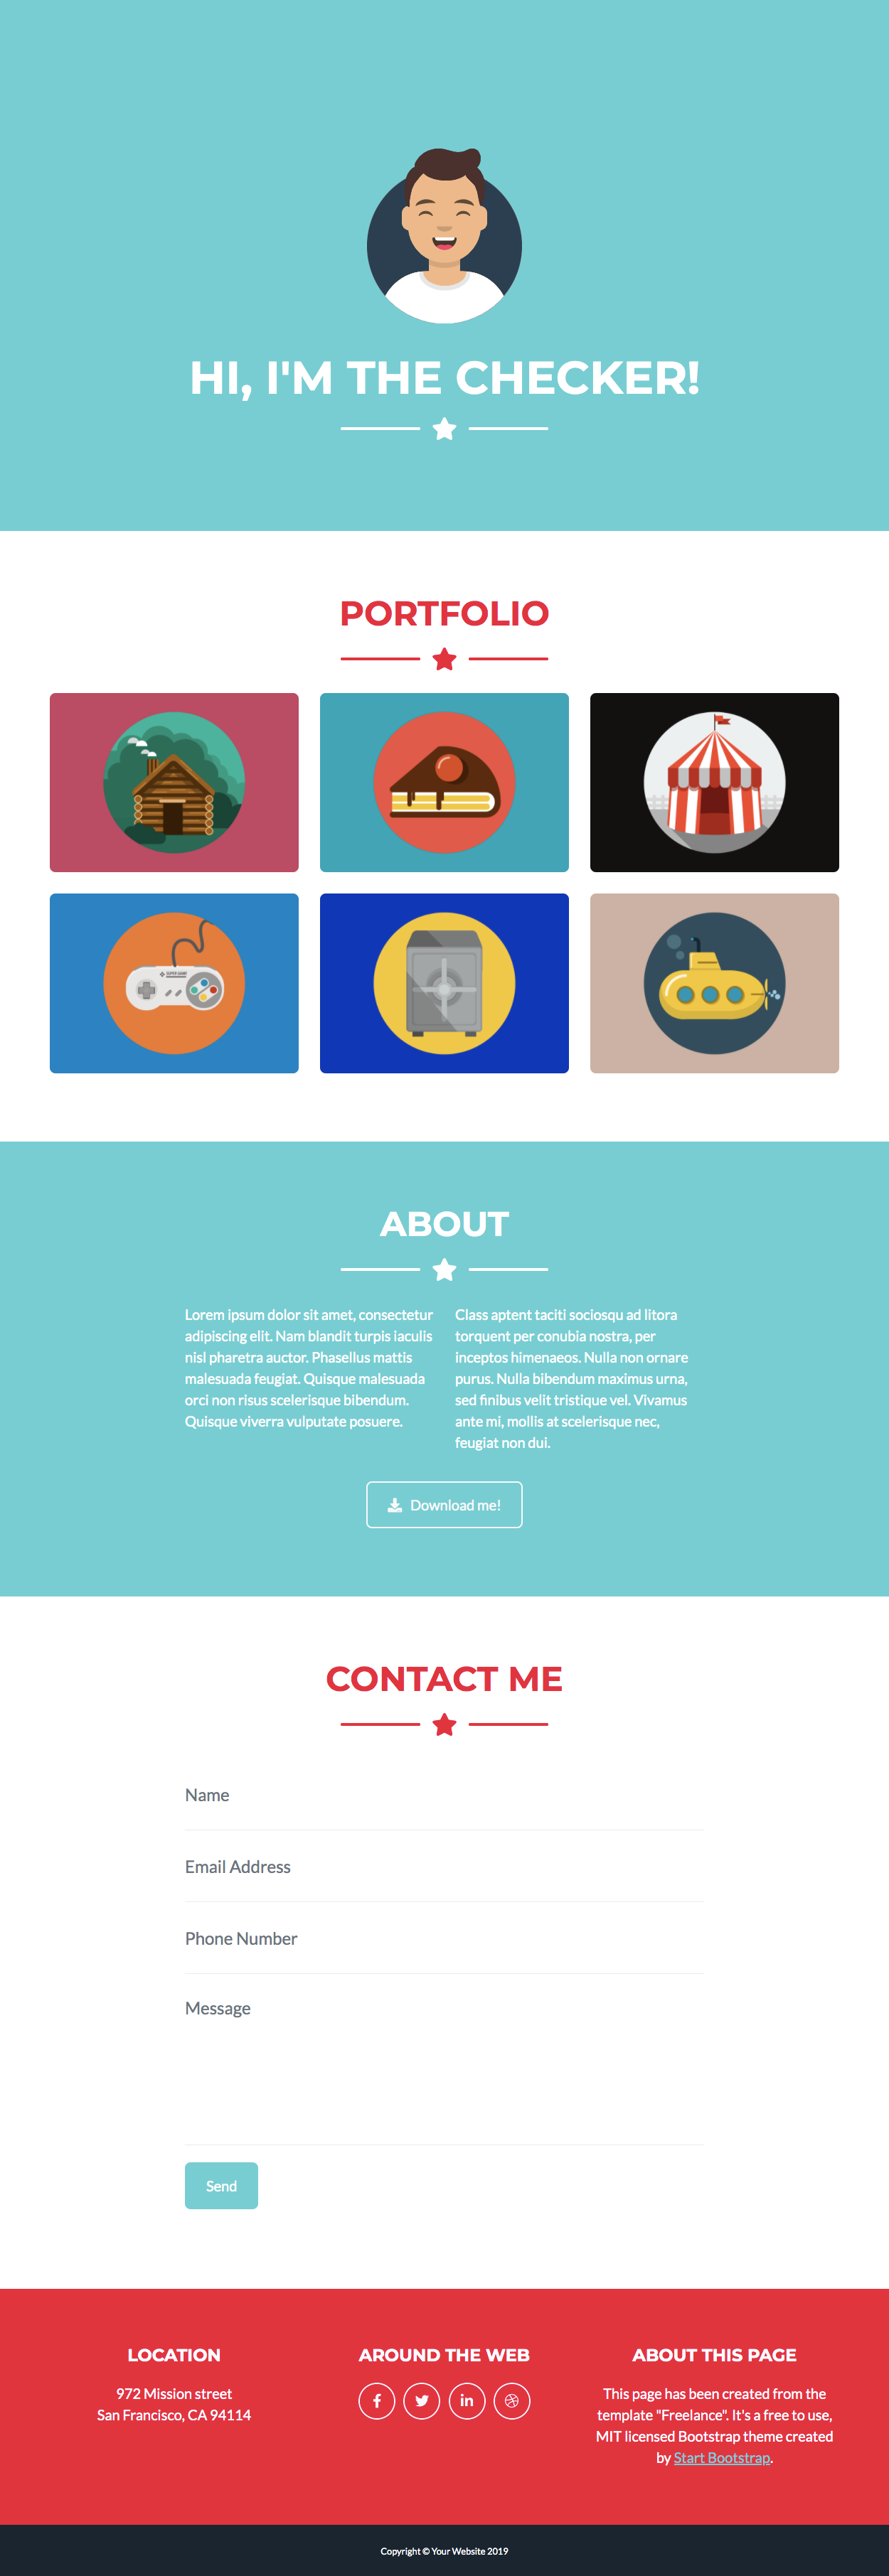 HI, I'M THE CHECKER!
PORTFOLIO
SUPER GAME
ABOUT
Lorem ipsum dolor sit amet, consectetur
adipiscing elit. Nam blandit turpis iaculis
nisl pharetra auctor. Phasellus mattis
malesuada feugiat. Quisque malesuada
orci non risus scelerisque bibendum.
Quisque viverra vulputate posuere.
Class aptent taciti sociosqu ad litora
torquent per conubia nostra, per
inceptos himenaeos. Nulla non ornare
purus. Nulla bibendum maximus urna,
sed finibus velit tristique vel. Vivamus
ante mi, mollis at scelerisque nec,
feugiat non dui.
Download me!
CONTACT ME
Name
Email Address
Phone Number
Message
Send
LOCATION
972 Mission street
San Francisco, CA 94114
AROUND THE WEB
ABOUT THIS PAGE
This page has been created from the
template "Freelance". It's a free to use,
MIT licensed Bootstrap theme created
by Start Bootstrap.
Copyright © Your Website 2019